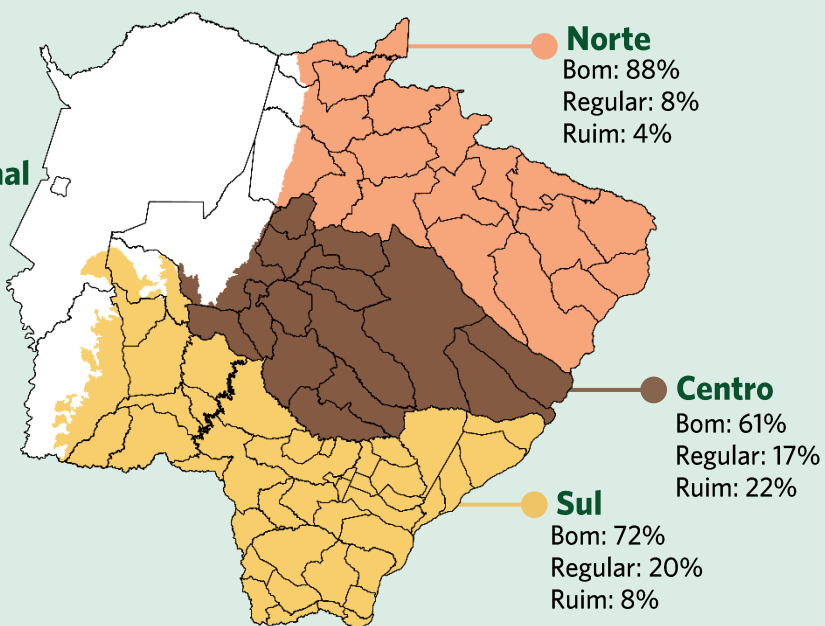 Norte
Bom: 88%
Regular: 8%
Ruim: 4%
nal
Centro
Bom: 61%
Regular: 17%
Ruim: 22%
Sul
Bom: 72%
Regular: 20%
Ruim: 8%